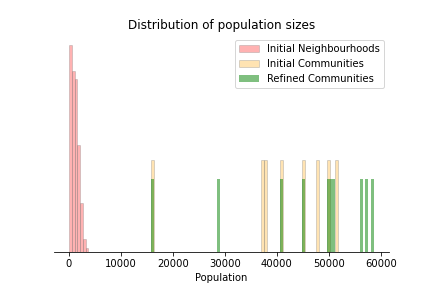 Distribution of population sizes
Initial Neighbourhoods
Initial Communities
Refined Communities
0 10000 20000 30000 40000 50000 60000
Population